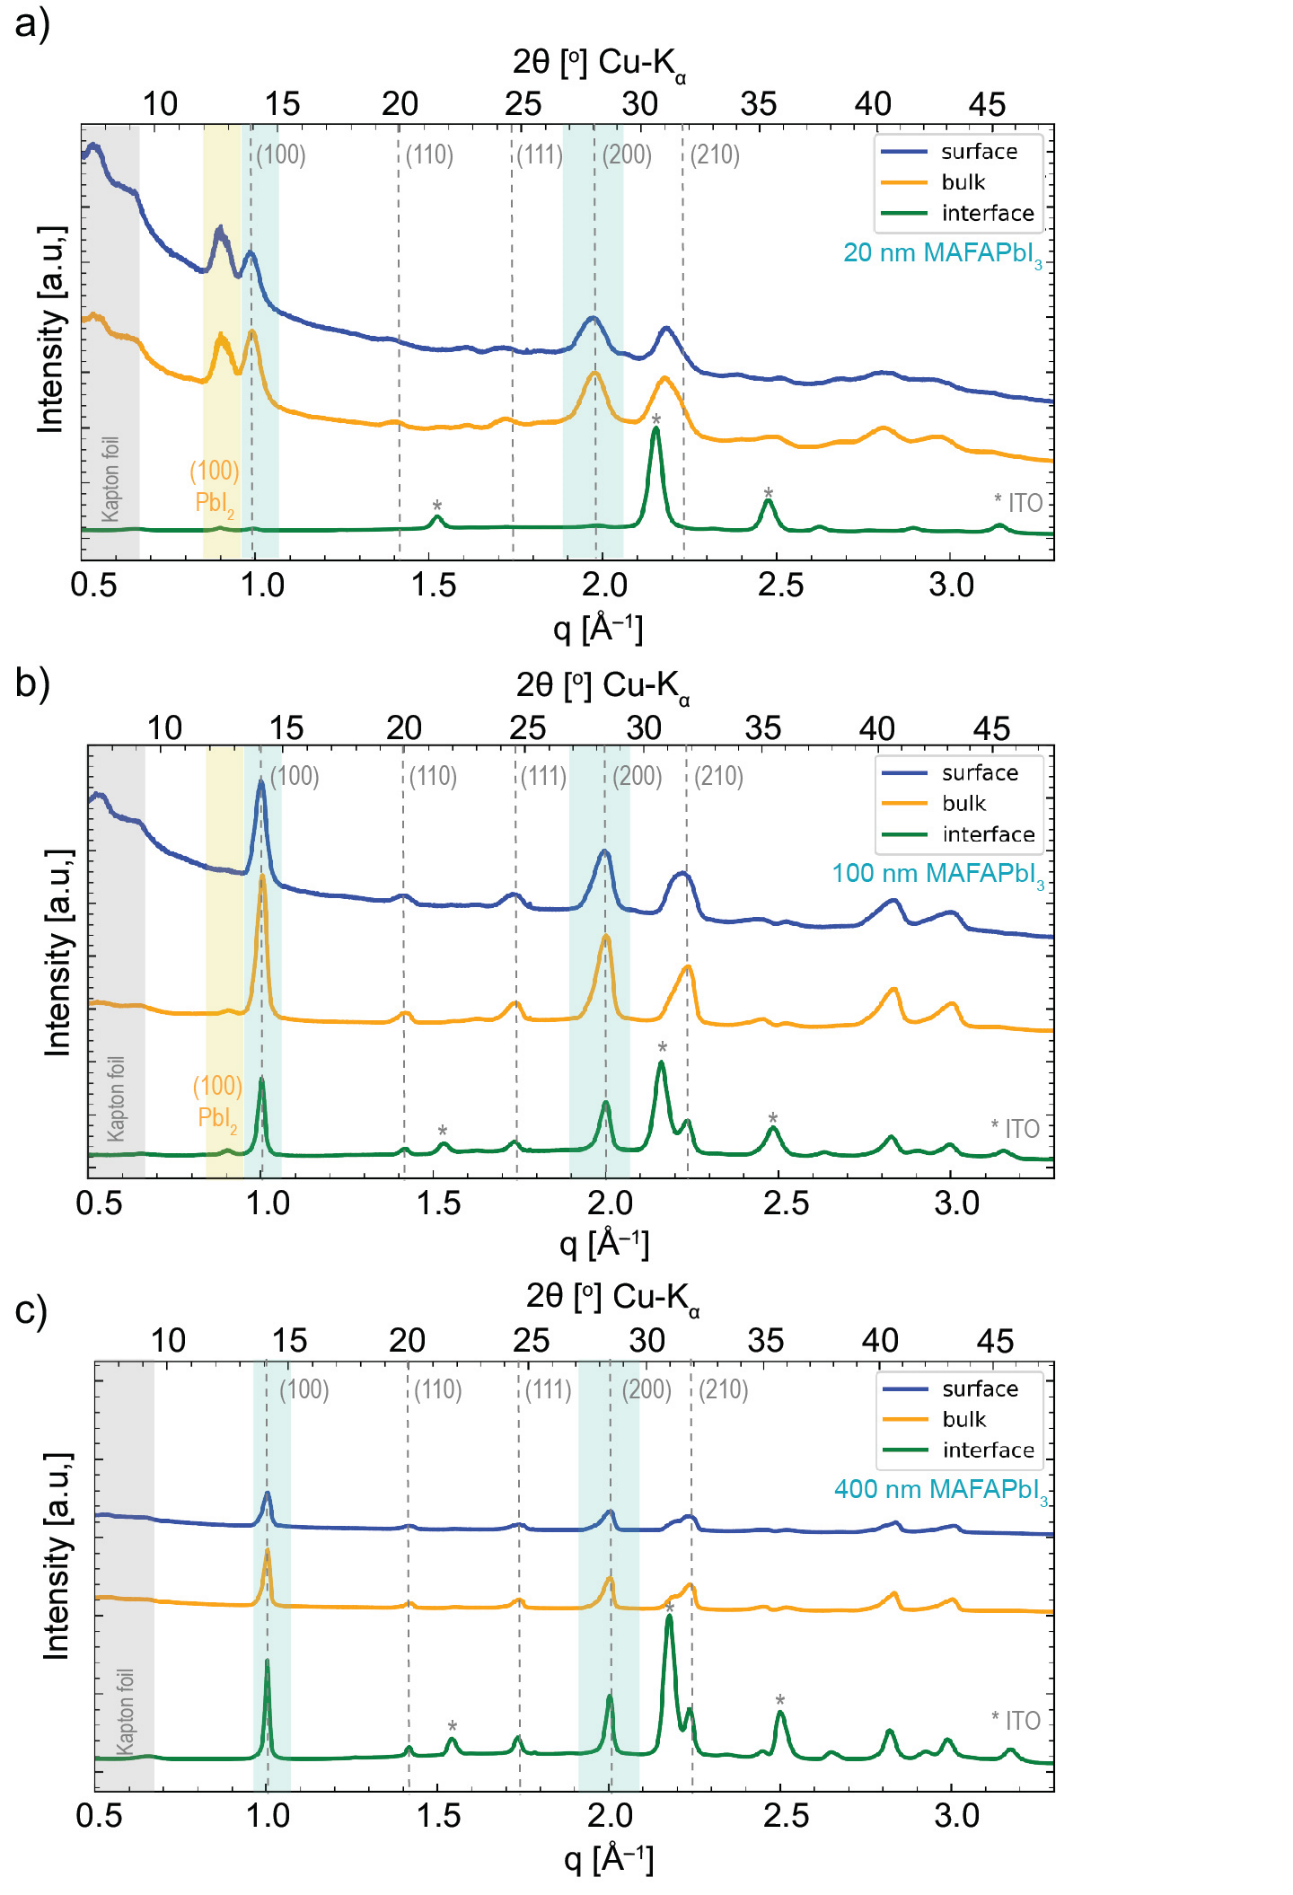 a)
2θ [°] Cu-Kα
10 15 20 25 30 35 40 45
(100) (110) (111) (200) (210)
surface
bulk
interface
20 nm MAFAPbI3
Intensity [a.u,]
Kapton foil
(100)
PbI2
* * *
* ITO
0.5 1.0 1.5 2.0 2.5 3.0
q [Å⁻¹]
b)
2θ [°] Cu-Kα
10 15 20 25 30 35 40 45
(100) (110) (111) (200) (210)
surface
bulk
interface
100 nm MAFAPbI3
Intensity [a.u,]
Kapton foil
(100)
PbI2
* * *
* ITO
0.5 1.0 1.5 2.0 2.5 3.0
q [Å⁻¹]
c)
2θ [°] Cu-Kα
10 15 20 25 30 35 40 45
(100) (110) (111) (200) (210)
surface
bulk
interface
400 nm MAFAPbI3
Intensity [a.u,]
Kapton foil
* * *
* ITO
0.5 1.0 1.5 2.0 2.5 3.0
q [Å⁻¹]